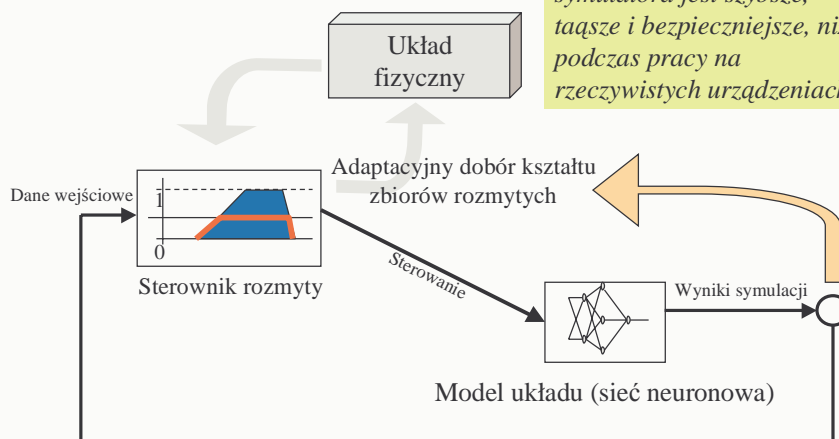 symulatora jest szybsze,
taąsze i bezpieczniejsze, niż
podczas pracy na
rzeczywistych urządzeniach
Układ
fizyczny
Adaptacyjny dobór kształtu
zbiorów rozmytych
Dane wejściowe
1
0
Sterownik rozmyty
Sterowanie
Wyniki symulacji
Model układu (sieć neuronowa)